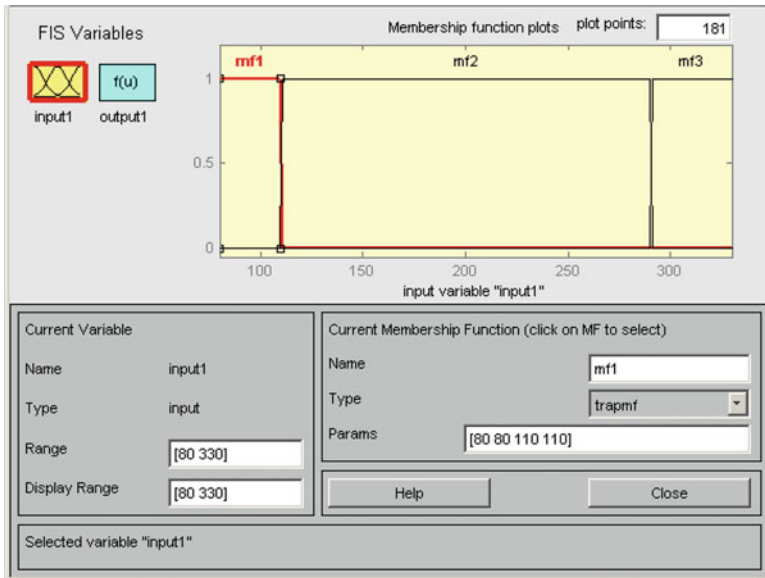 FIS Variables
Membership function plots plot points: 181
f(u)
input1 output1
mf1 mf2 mf3
1
0.5
0
100 150 200 250 300
input variable "input1"
Current Variable
Name input1
Type input
Range [80 330]
Display Range [80 330]
Current Membership Function (click on MF to select)
Name mf1
Type trapmf
Params [80 80 110 110]
Help Close
Selected variable "input1"